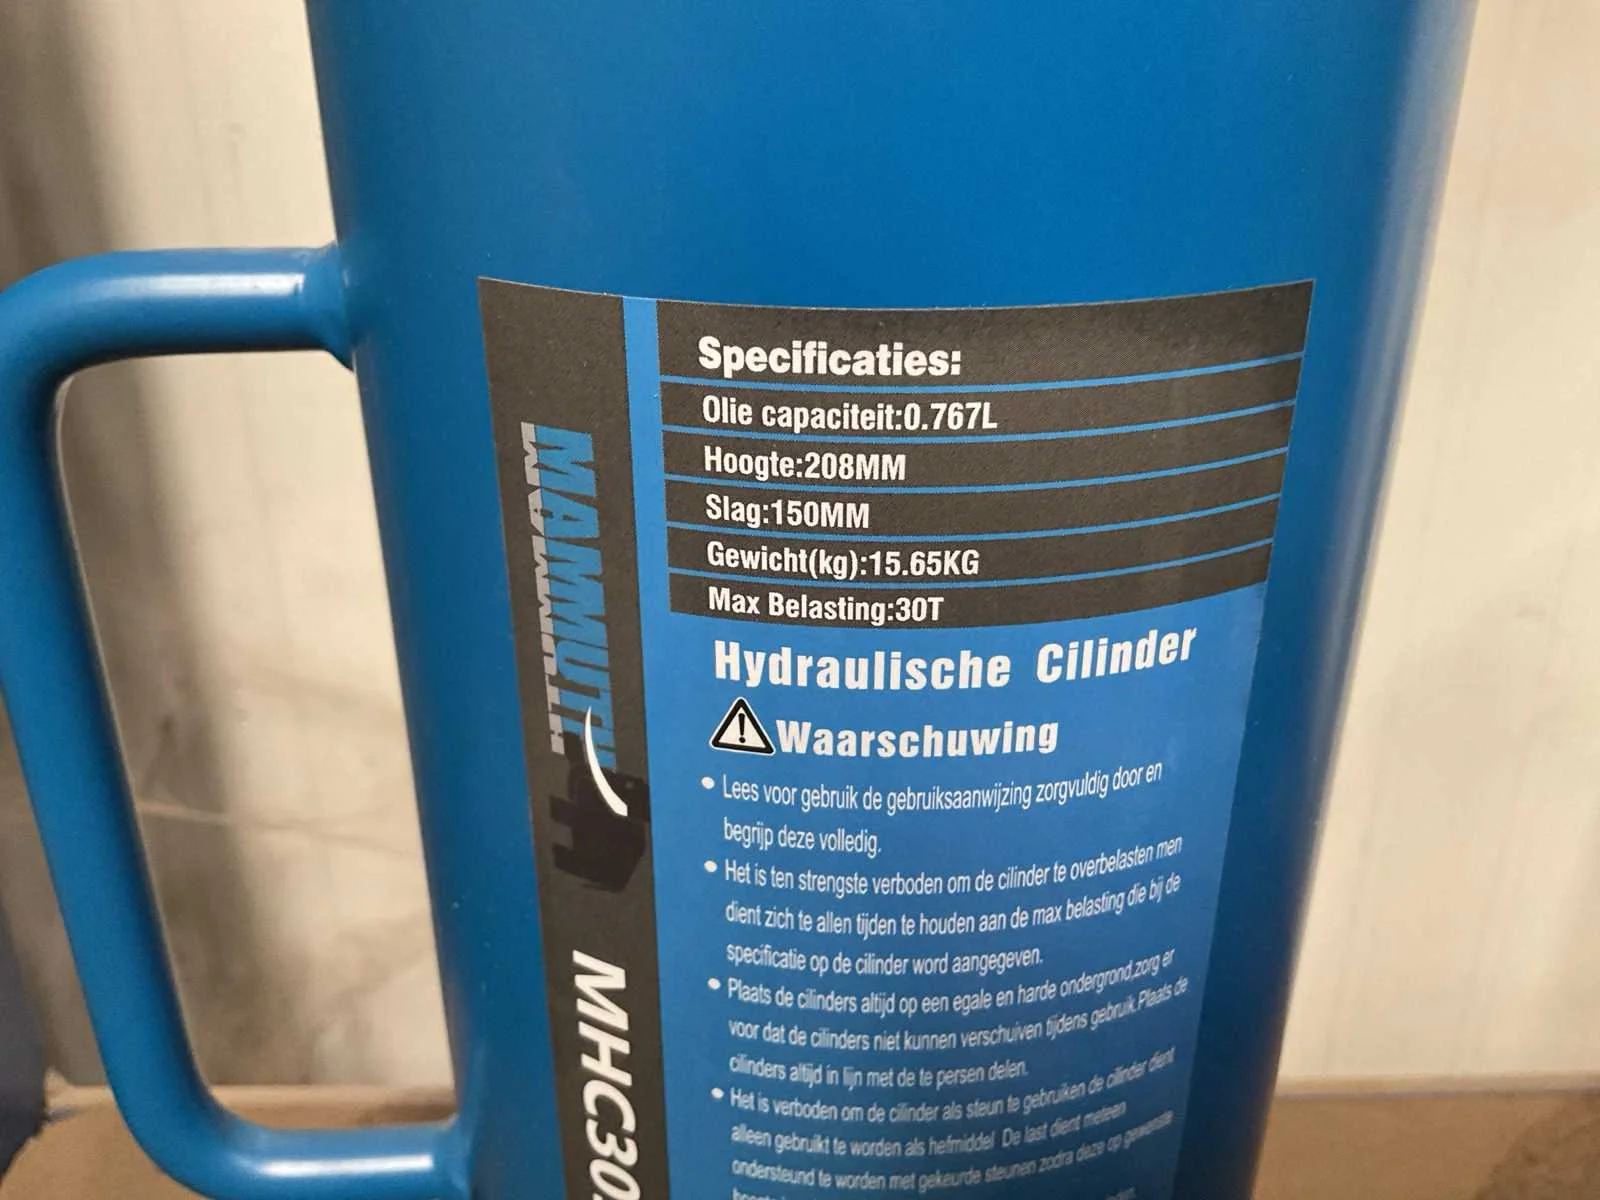 Specificaties:
Olie capaciteit:0.767L
Hoogte:208MM
Slag:150MM
Gewicht(kg):15.65KG
Max Belasting:30T
Hydraulische Cilinder
Waarschuwing
• Lees voor gebruik de gebruiksaanwijzing zorgvuldig door en
begrijp deze volledig.
• Het is ten strengste verboden om de cilinder te overbelasten men
dient zich te allen tijden te houden aan de max belasting die bij de
specificatie op de cilinder word aangegeven.
• Plaats de cilinders altijd op een egale en harde ondergrond,zorg er
voor dat de cilinders niet kunnen verschuiven tijdens gebruik.Plaats de
cilinders altijd in lijn met de te persen delen.
• Het is verboden om de cilinder als steun te gebruiken de cilinder dient
alleen gebruikt te worden als hefmiddel. De last dient meteen
ondersteund te worden met gekeurde steunen zodra deze op gewenste
MAMMUTH
MHC30